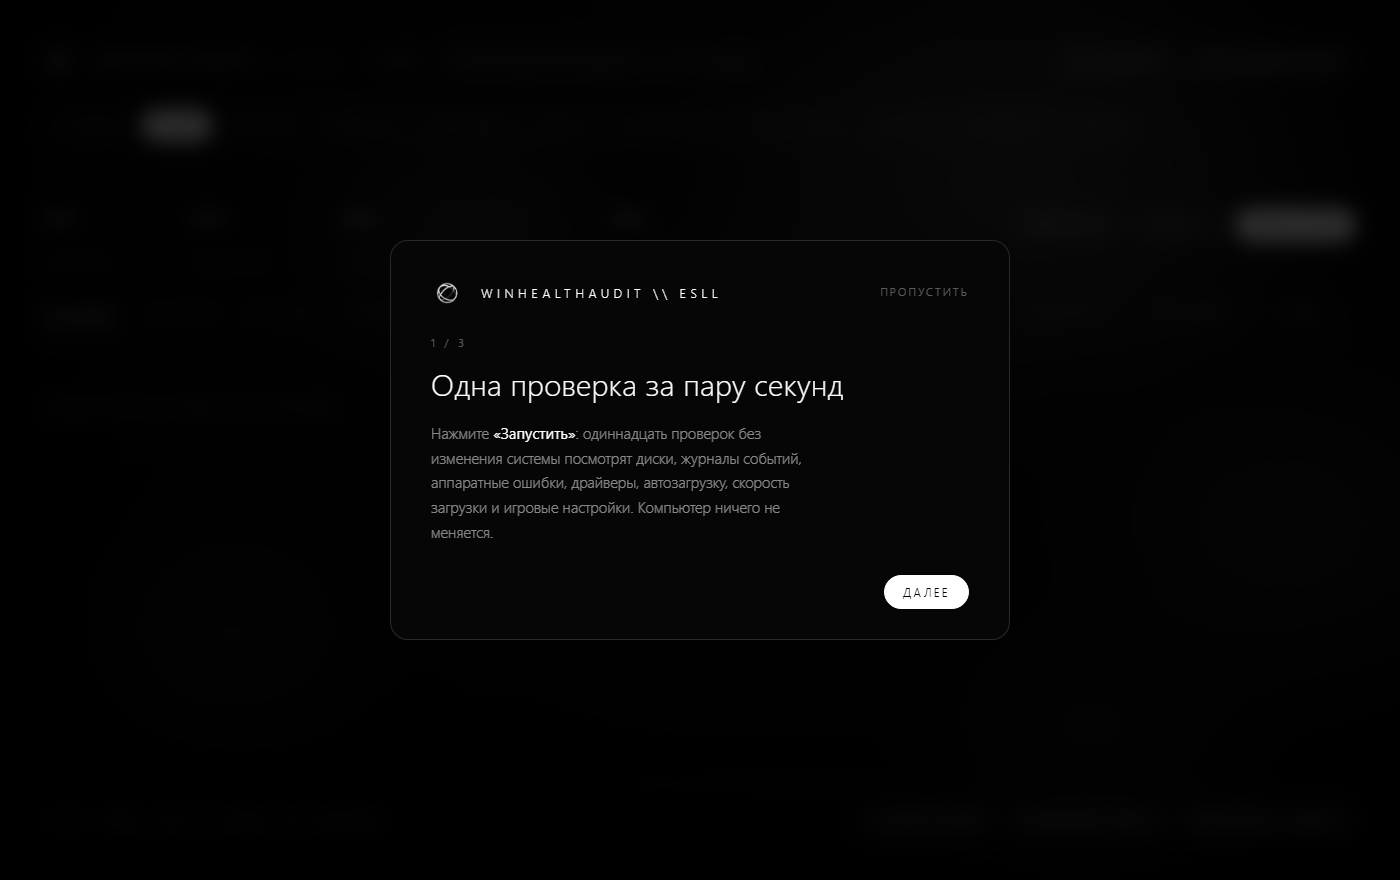 WINHEALTHAUDIT \\ ESLL
ПРОПУСТИТЬ
1 / 3
Одна проверка за пару секунд
Нажмите «Запустить»: одиннадцать проверок без
изменения системы посмотрят диски, журналы событий,
аппаратные ошибки, драйверы, автозагрузку, скорость
загрузки и игровые настройки. Компьютер ничего не
меняется.
ДАЛЕЕ